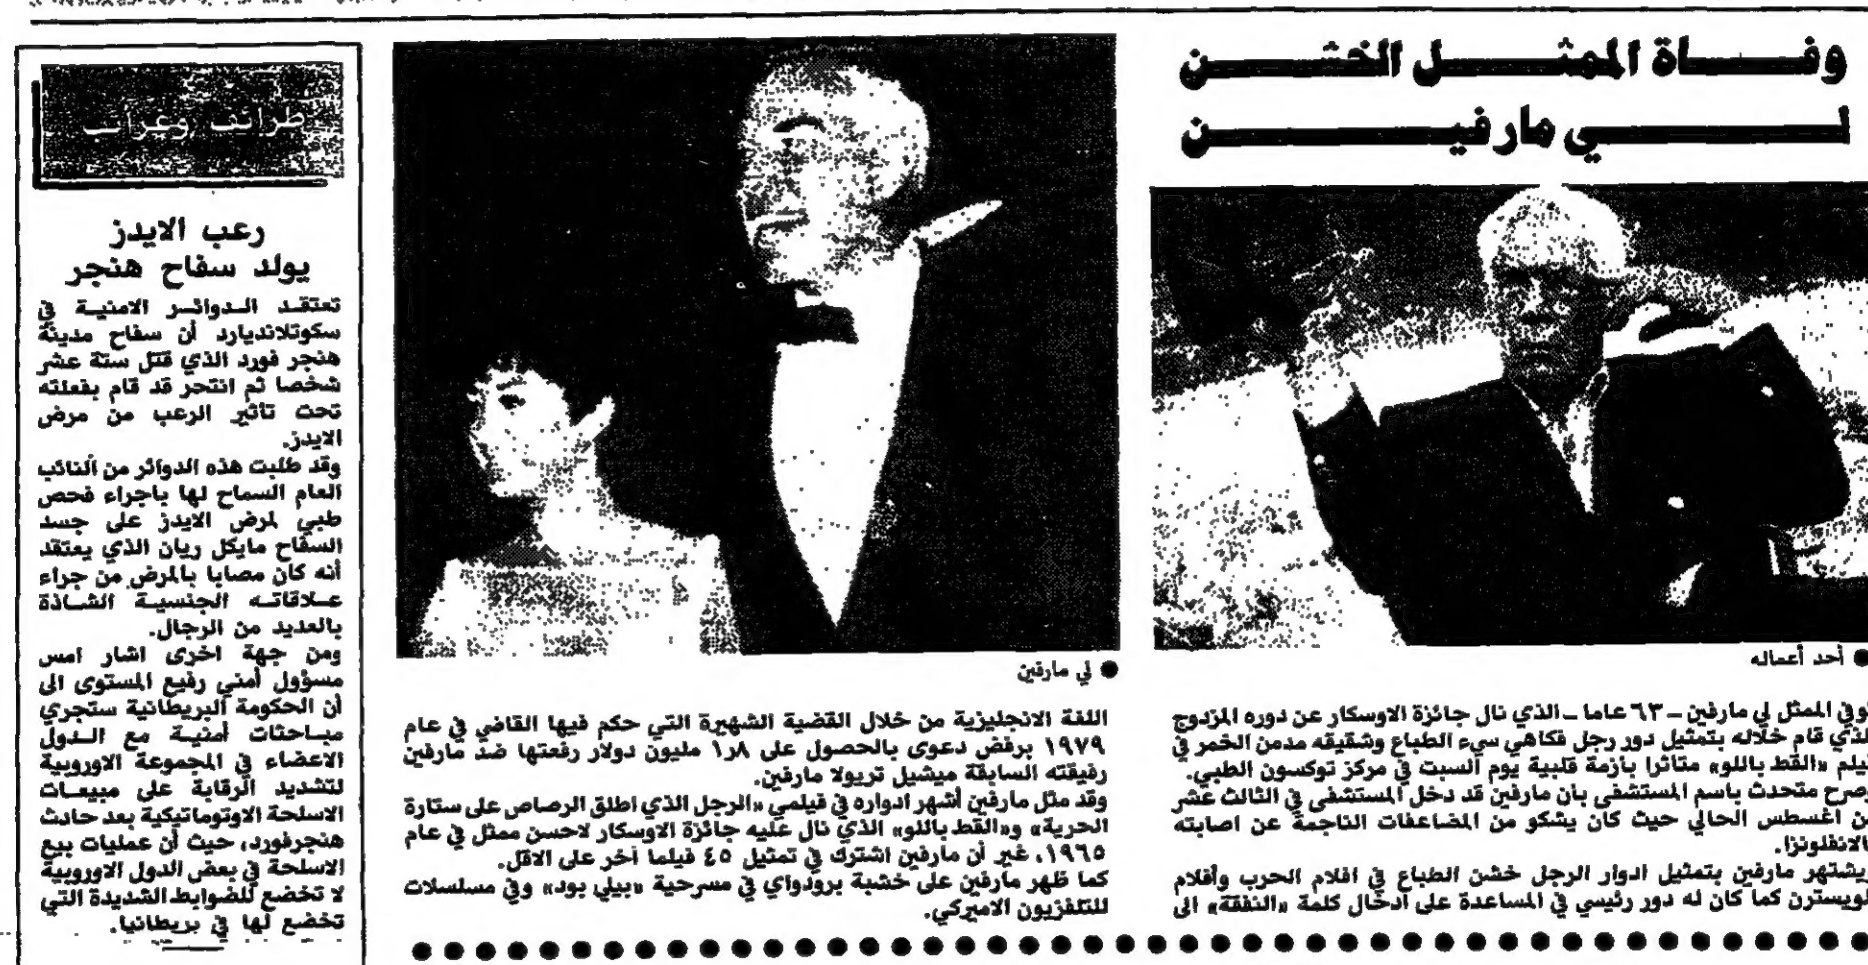 وفاة الممثل الخشن
لي مارفين
● أحد أعماله
توفي الممثل لي مارفين ـ ٦٣ عاما ـ الذي نال جائزة الاوسكار عن دوره المزدوج
الذي قام خلاله بتمثيل دور رجل فكاهي سيء الطباع وشقيقه مدمن الخمر في
فيلم «القط باللو» متاثرا بأزمة قلبية يوم السبت في مركز توكسون الطبي.
وصرح متحدث باسم المستشفى بان مارفين قد دخل المستشفى في الثالث عشر
من اغسطس الحالي حيث كان يشكو من المضاعفات الناجمة عن اصابته
بالانفلونزا.
ويشتهر مارفين بتمثيل ادوار الرجل خشن الطباع في افلام الحرب وأفلام
الويسترن كما كان له دور رئيسي في المساعدة على ادخال كلمة «النفقة» الى
● لي مارفين
اللغة الانجليزية من خلال القضية الشهيرة التي حكم فيها القاضي في عام
١٩٧٩ برفض دعوى بالحصول على ١٫٨ مليون دولار رفعتها ضد مارفين
رفيقته السابقة ميشيل تريولا مارفين.
وقد مثل مارفين أشهر ادواره في فيلمي «الرجل الذي اطلق الرصاص على ستارة
الحرية» و«القط باللو» الذي نال عليه جائزة الاوسكار لاحسن ممثل في عام
١٩٦٥، غير أن مارفين اشترك في تمثيل ٤٥ فيلما آخر على الاقل.
كما ظهر مارفين على خشبة برودواي في مسرحية «بيلي بود» وفي مسلسلات
للتلفزيون الاميركي.
طرائف وغرائب
رعب الايدز
يولد سفاح هنجر
تعتقد الدوائر الامنية في
سكوتلانديارد أن سفاح مدينة
هنجر فورد الذي قتل ستة عشر
شخصا ثم انتحر قد قام بفعلته
تحت تأثير الرعب من مرض
الايدز.
وقد طلبت هذه الدوائر من النائب
العام السماح لها باجراء فحص
طبي لمرض الايدز على جسد
السفاح مايكل ريان الذي يعتقد
أنه كان مصابا بالمرض من جراء
علاقاته الجنسية الشاذة
بالعديد من الرجال.
ومن جهة اخرى اشار امس
مسؤول أمني رفيع المستوى الى
أن الحكومة البريطانية ستجري
مباحثات أمنية مع الدول
الاعضاء في المجموعة الاوروبية
لتشديد الرقابة على مبيعات
الاسلحة الاوتوماتيكية بعد حادث
هنجرفورد، حيث أن عمليات بيع
الاسلحة في بعض الدول الاوروبية
لا تخضع للضوابط الشديدة التي
تخضع لها في بريطانيا.